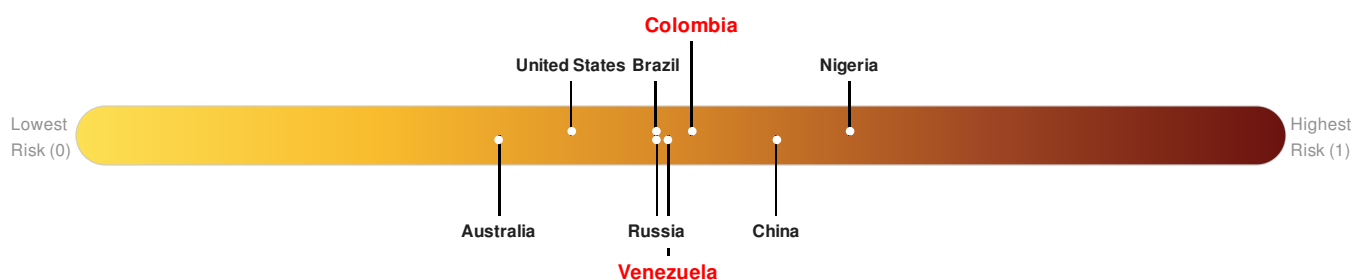 Colombia
United States Brazil Nigeria
Lowest
Risk (0)
Highest
Risk (1)
Australia Russia China
Venezuela